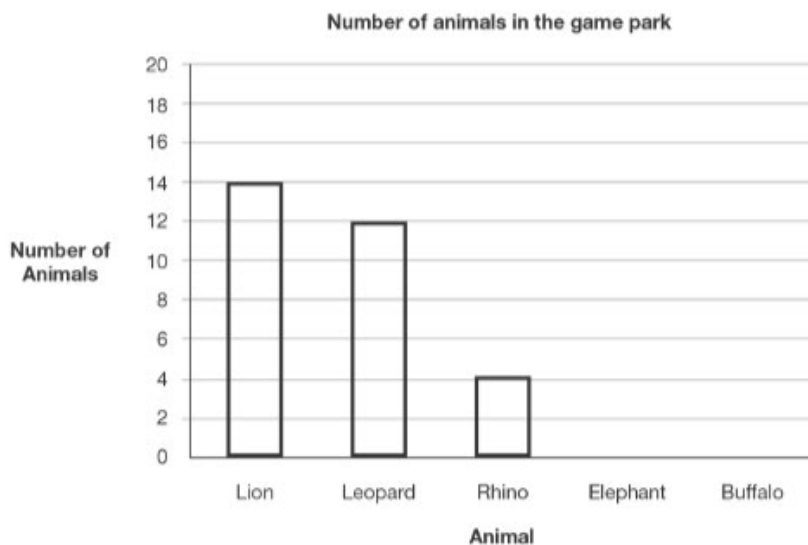 Number of animals in the game park
20
18
16
14
12
10
8
6
4
2
0
Number of
Animals
Lion Leopard Rhino Elephant Buffalo
Animal